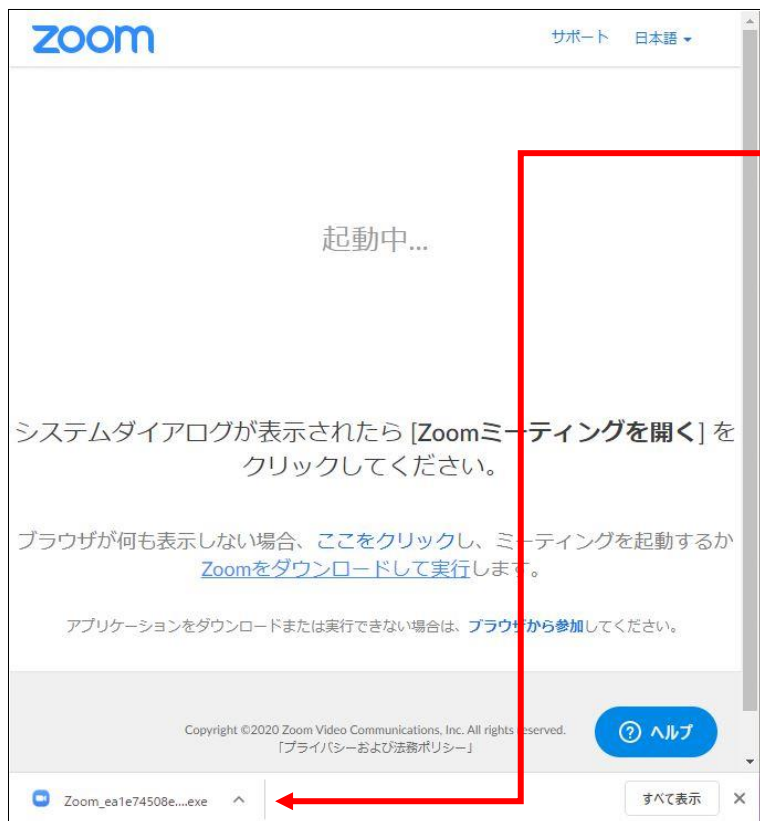 zoom
サポート 日本語
起動中...
システムダイアログが表示されたら [Zoomミーティングを開く] を
クリックしてください。
ブラウザが何も表示しない場合、ここをクリックし、ミーティングを起動するか
Zoomをダウンロードして実行します。
アプリケーションをダウンロードまたは実行できない場合は、ブラウザから参加してください。
Copyright ©2020 Zoom Video Communications, Inc. All rights reserved.
「プライバシーおよび法務ポリシー」
? ヘルプ
Zoom_ea1e74508e....exe
すべて表示